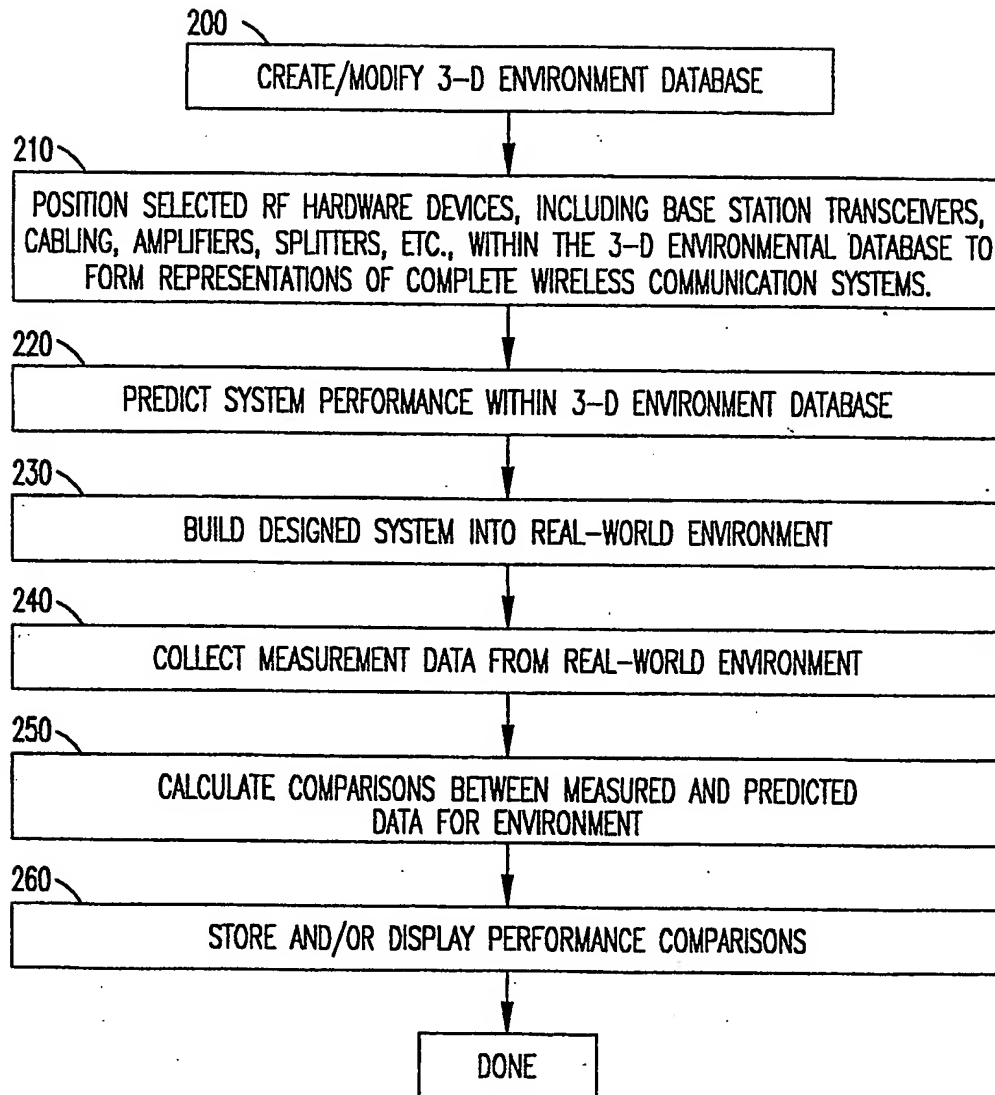 200
CREATE/MODIFY 3-D ENVIRONMENT DATABASE
210
POSITION SELECTED RF HARDWARE DEVICES, INCLUDING BASE STATION TRANSCEIVERS,
CABLING, AMPLIFIERS, SPLITTERS, ETC., WITHIN THE 3-D ENVIRONMENTAL DATABASE TO
FORM REPRESENTATIONS OF COMPLETE WIRELESS COMMUNICATION SYSTEMS.
220
PREDICT SYSTEM PERFORMANCE WITHIN 3-D ENVIRONMENT DATABASE
230
BUILD DESIGNED SYSTEM INTO REAL-WORLD ENVIRONMENT
240
COLLECT MEASUREMENT DATA FROM REAL-WORLD ENVIRONMENT
250
CALCULATE COMPARISONS BETWEEN MEASURED AND PREDICTED
DATA FOR ENVIRONMENT
260
STORE AND/OR DISPLAY PERFORMANCE COMPARISONS
DONE